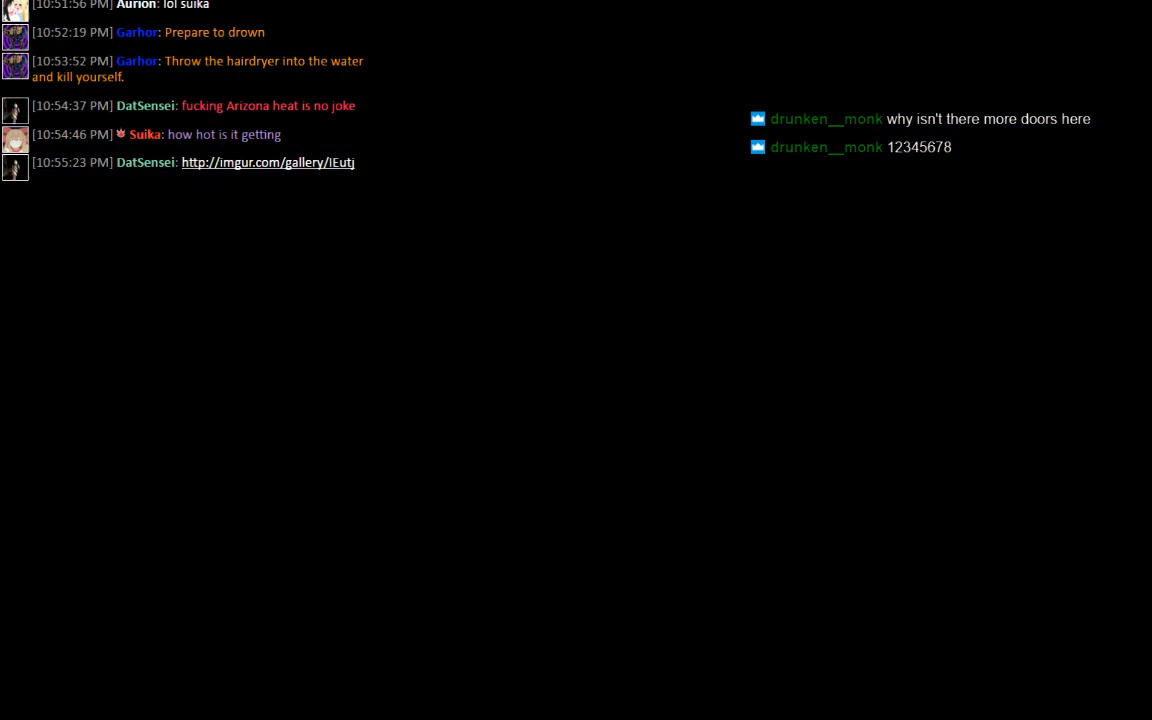 [10:51:56 PM] Aurion: lol suika
[10:52:19 PM] Garhor: Prepare to drown
[10:53:52 PM] Garhor: Throw the hairdryer into the water
and kill yourself.
[10:54:37 PM] DatSensei: fucking Arizona heat is no joke
[10:54:46 PM] Suika: how hot is it getting
[10:55:23 PM] DatSensei: http://imgur.com/gallery/IEutj
drunken__monk why isn't there more doors here
drunken__monk 12345678